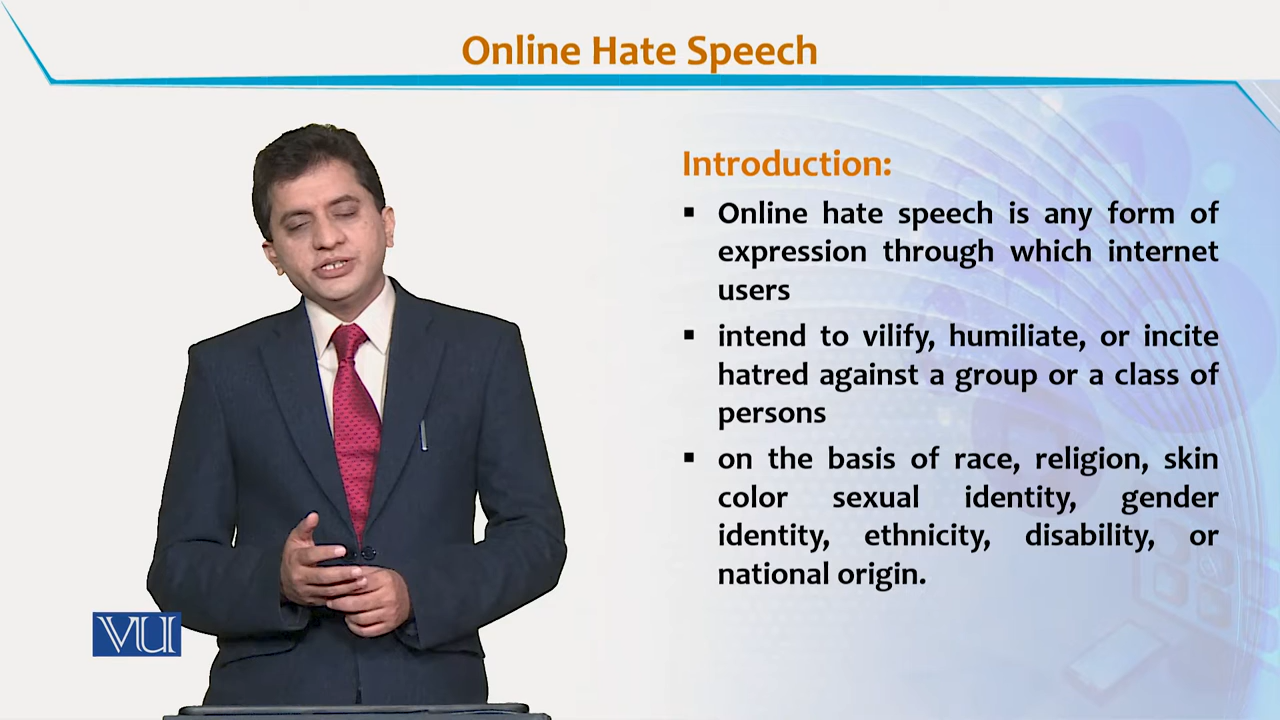 Online Hate Speech
Introduction:
▪ Online hate speech is any form of
expression through which internet
users
▪ intend to vilify, humiliate, or incite
hatred against a group or a class of
persons
▪ on the basis of race, religion, skin
color sexual identity, gender
identity, ethnicity, disability, or
national origin.
VU